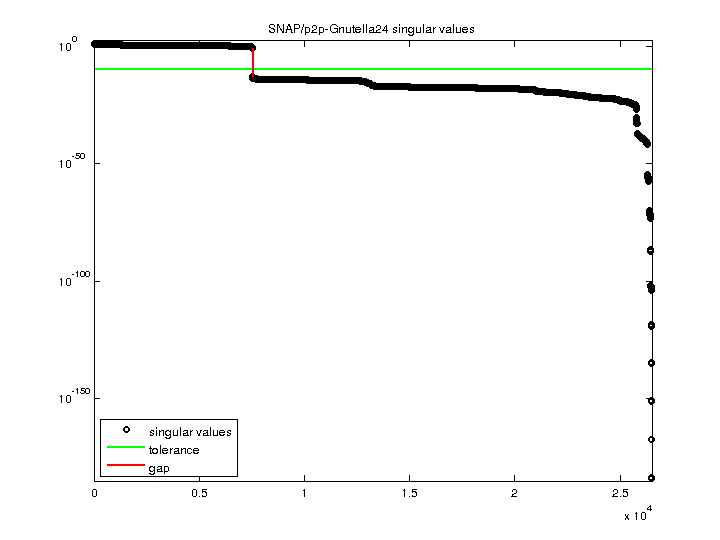 SNAP/p2p-Gnutella24 singular values
10^0
10^-50
10^-100
10^-150
singular values
tolerance
gap
0 0.5 1 1.5 2 2.5
x 10^4